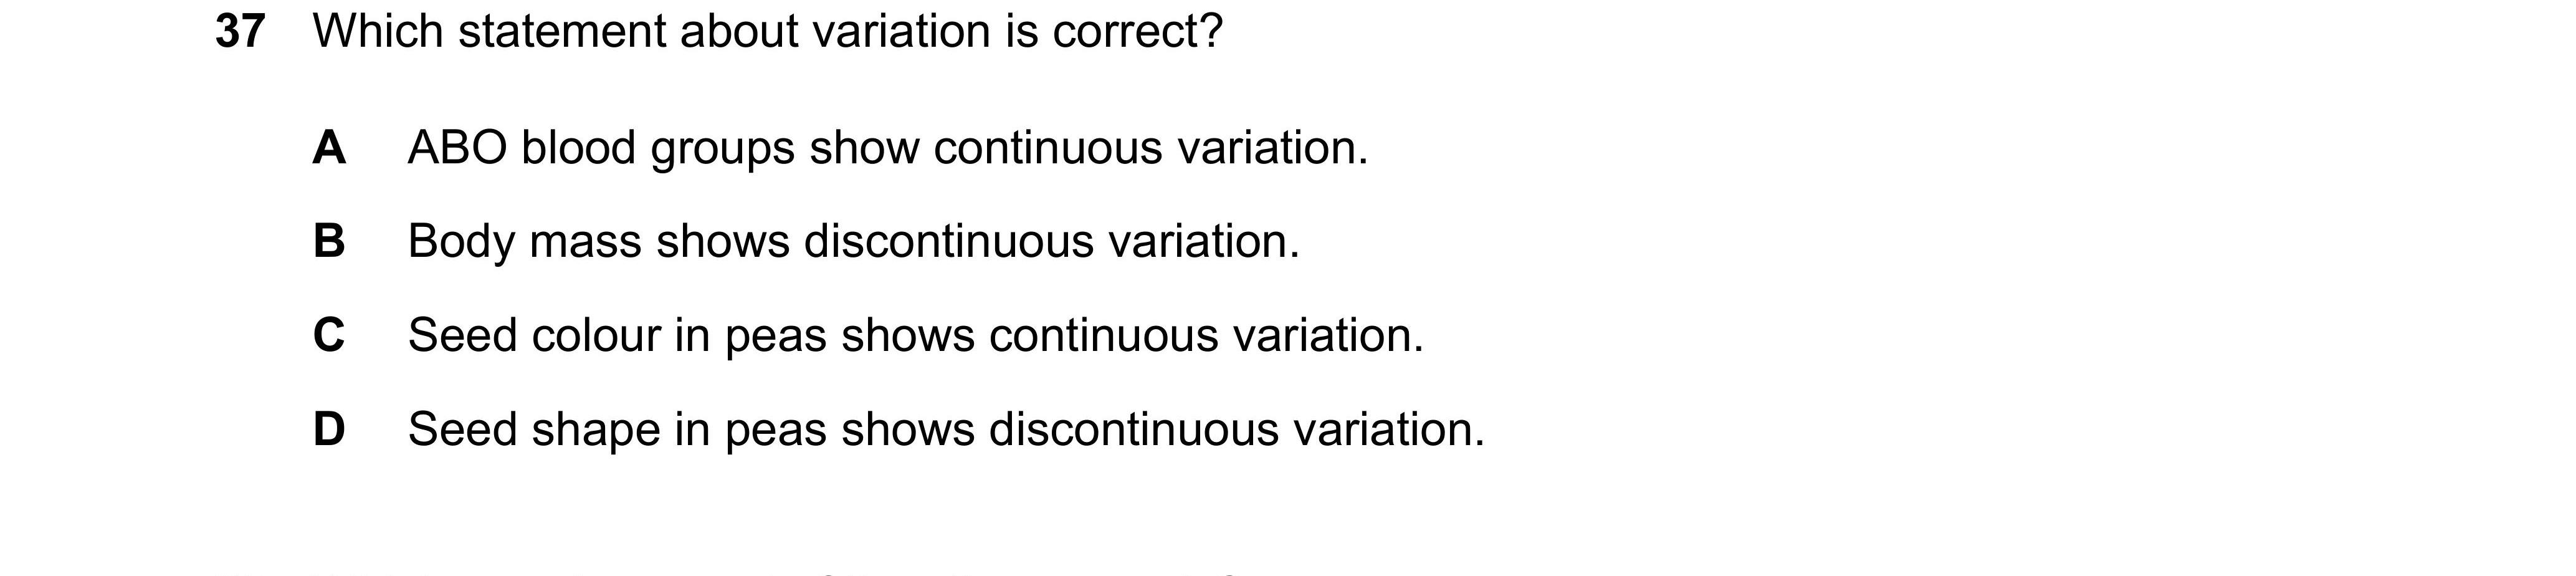 37 Which statement about variation is correct?
A ABO blood groups show continuous variation.
B Body mass shows discontinuous variation.
C Seed colour in peas shows continuous variation.
D Seed shape in peas shows discontinuous variation.